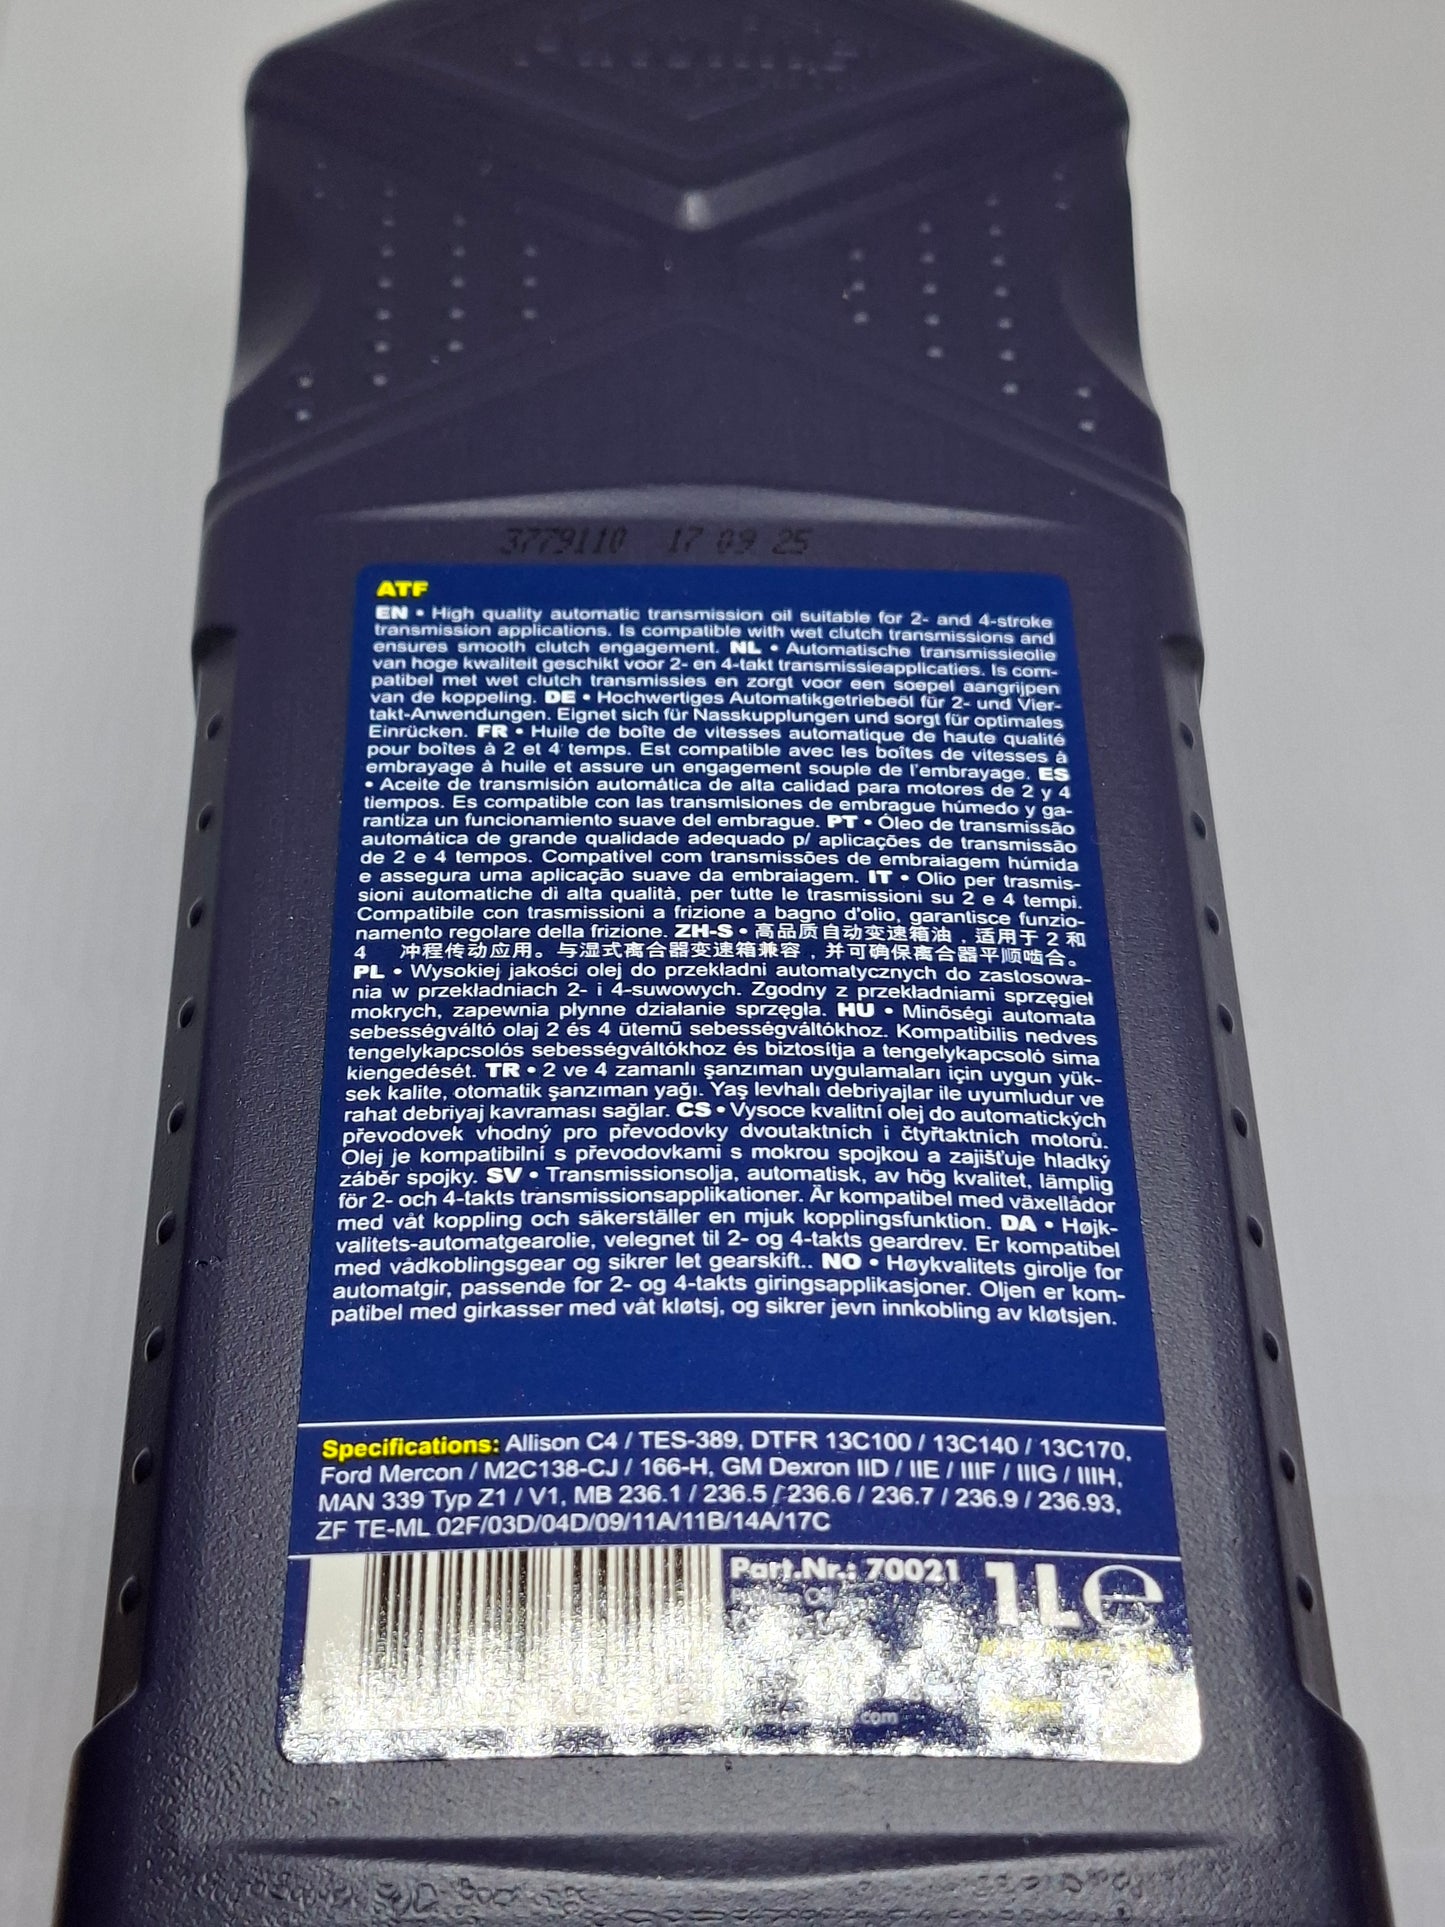 3779110 17 09 25
ATF
EN • High quality automatic transmission oil suitable for 2- and 4-stroke
transmission applications. Is compatible with wet clutch transmissions and
ensures smooth clutch engagement. NL • Automatische transmissieolie
van hoge kwaliteit geschikt voor 2- en 4-takt transmissieapplicaties. Is com-
patibel met wet clutch transmissies en zorgt voor een soepel aangrijpen
van de koppeling. DE • Hochwertiges Automatikgetriebeöl für 2- und Vier-
takt-Anwendungen. Eignet sich für Nasskupplungen und sorgt für optimales
Einrücken. FR • Huile de boîte de vitesses automatique de haute qualité
pour boîtes à 2 et 4 temps. Est compatible avec les boîtes de vitesses à
embrayage à huile et assure un engagement souple de l'embrayage. ES
• Aceite de transmisión automática de alta calidad para motores de 2 y 4
tiempos. Es compatible con las transmisiones de embrague húmedo y ga-
rantíza un funcionamiento suave del embrague. PT • Óleo de transmissão
automática de grande qualidade adequado p/ aplicações de transmissão
de 2 e 4 tempos. Compatível com transmissões de embraiagem húmida
e assegura uma aplicação suave da embraiagem. IT • Olio per trasmis-
sioni automatiche di alta qualità, per tutte le trasmissioni su 2 e 4 tempi.
Compatibile con trasmissioni a frizione a bagno d'olio, garantisce funzio-
namento regolare della frizione. ZH-S • 高品质自动变速箱油，适用于 2 和
4 冲程传动应用。与湿式离合器变速箱兼容，并可确保离合器平顺啮合。
PL • Wysokiej jakości olej do przekładni automatycznych do zastosowa-
nia w przekładniach 2- i 4-suwowych. Zgodny z przekładniami sprzęgieł
mokrych, zapewnia płynne działanie sprzęgła. HU • Minőségi automata
sebességváltó olaj 2 és 4 ütemű sebességváltókhoz. Kompatibilis nedves
tengelykapcsolós sebességváltókhoz és biztosítja a tengelykapcsoló sima
kiengedését. TR • 2 ve 4 zamanlı şanzıman uygulamaları için uygun yük-
sek kalite, otomatik şanzıman yağı. Yaş levhalı debriyajlar ile uyumludur ve
rahat debriyaj kavraması sağlar. CS • Vysoce kvalitní olej do automatických
převodovek vhodný pro převodovky dvoutaktních i čtyřtaktních motorů.
Olej je kompatibilní s převodovkami s mokrou spojkou a zajišťuje hladký
záběr spojky. SV • Transmissionsolja, automatisk, av hög kvalitet, lämplig
för 2- och 4-takts transmissionsapplikationer. Är kompatibel med växellådor
med våt koppling och säkerställer en mjuk kopplingsfunktion. DA • Højk-
valitets-automatgearolie, velegnet til 2- og 4-takts geardrev. Er kompatibel
med vådkoblingsgear og sikrer let gearskift.. NO • Høykvalitets girolje for
automatgir, passende for 2- og 4-takts giringsapplikasjoner. Oljen er kom-
patibel med girkasser med våt kløtsj, og sikrer jevn innkobling av kløtsjen.
Specifications: Allison C4 / TES-389, DTFR 13C100 / 13C140 / 13C170,
Ford Mercon / M2C138-CJ / 166-H, GM Dexron IID / IIE / IIIF / IIIG / IIIH,
MAN 339 Typ Z1 / V1, MB 236.1 / 236.5 / 236.6 / 236.7 / 236.9 / 236.93,
ZF TE-ML 02F/03D/04D/09/11A/11B/14A/17C
Part.Nr.: 70021 1L e
com